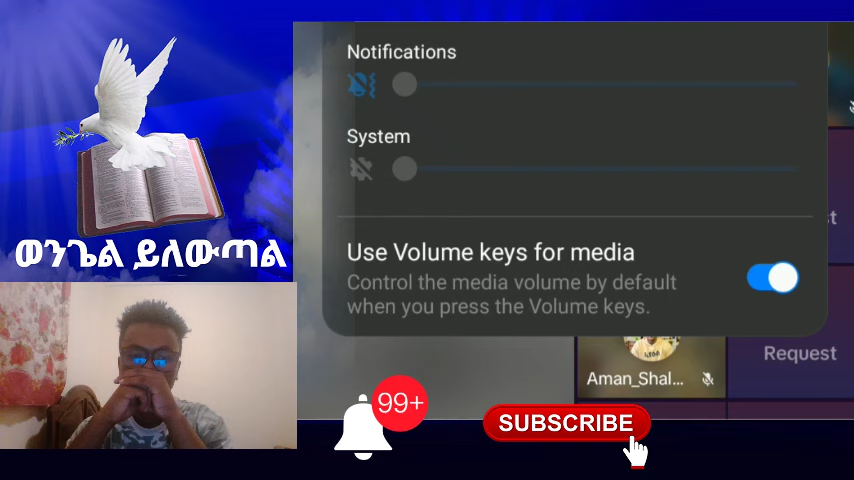 ወንጌል ይለውጣል
Notifications
System
Use Volume keys for media
Control the media volume by default
when you press the Volume keys.
st
Request
Aman_Shal...
99+
SUBSCRIBE